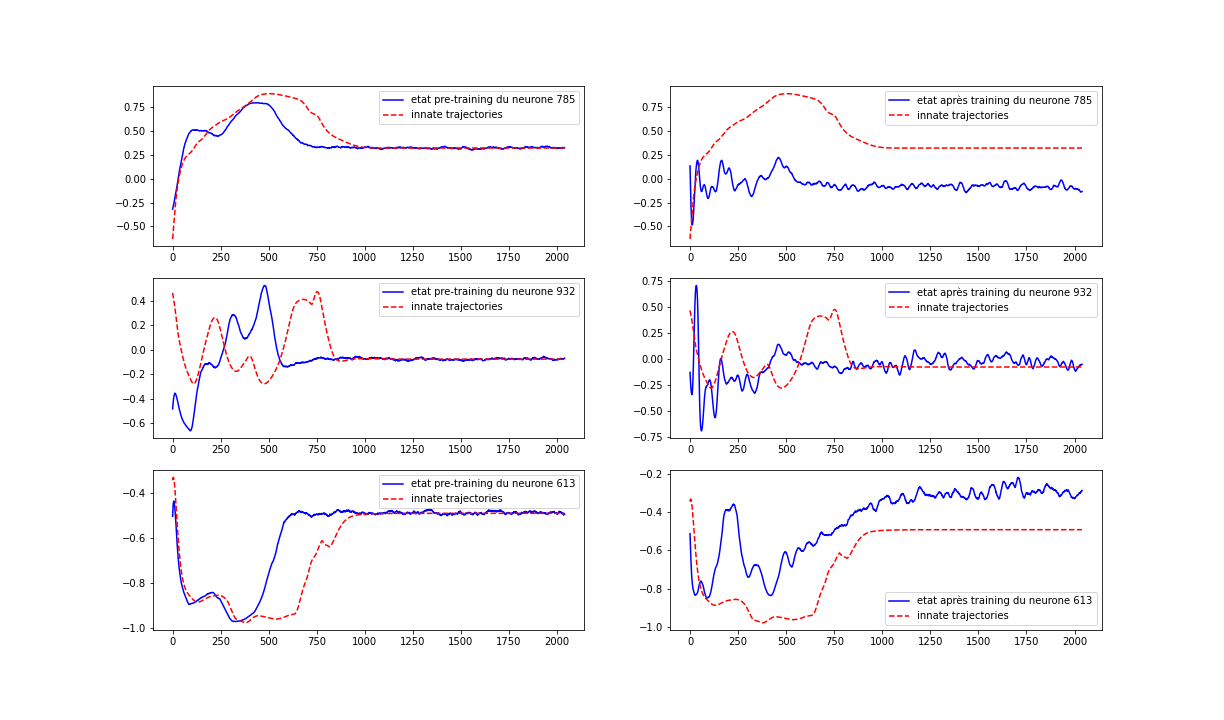 etat pre-training du neurone 785
innate trajectories
0.75
0.50
0.25
0.00
−0.25
−0.50
0 250 500 750 1000 1250 1500 1750 2000
etat après training du neurone 785
innate trajectories
0.75
0.50
0.25
0.00
−0.25
−0.50
0 250 500 750 1000 1250 1500 1750 2000
etat pre-training du neurone 932
innate trajectories
0.4
0.2
0.0
−0.2
−0.4
−0.6
0 250 500 750 1000 1250 1500 1750 2000
etat après training du neurone 932
innate trajectories
0.75
0.50
0.25
0.00
−0.25
−0.50
−0.75
0 250 500 750 1000 1250 1500 1750 2000
etat pre-training du neurone 613
innate trajectories
−0.4
−0.6
−0.8
−1.0
0 250 500 750 1000 1250 1500 1750 2000
−0.2
−0.4
−0.6
−0.8
−1.0
etat après training du neurone 613
innate trajectories
0 250 500 750 1000 1250 1500 1750 2000